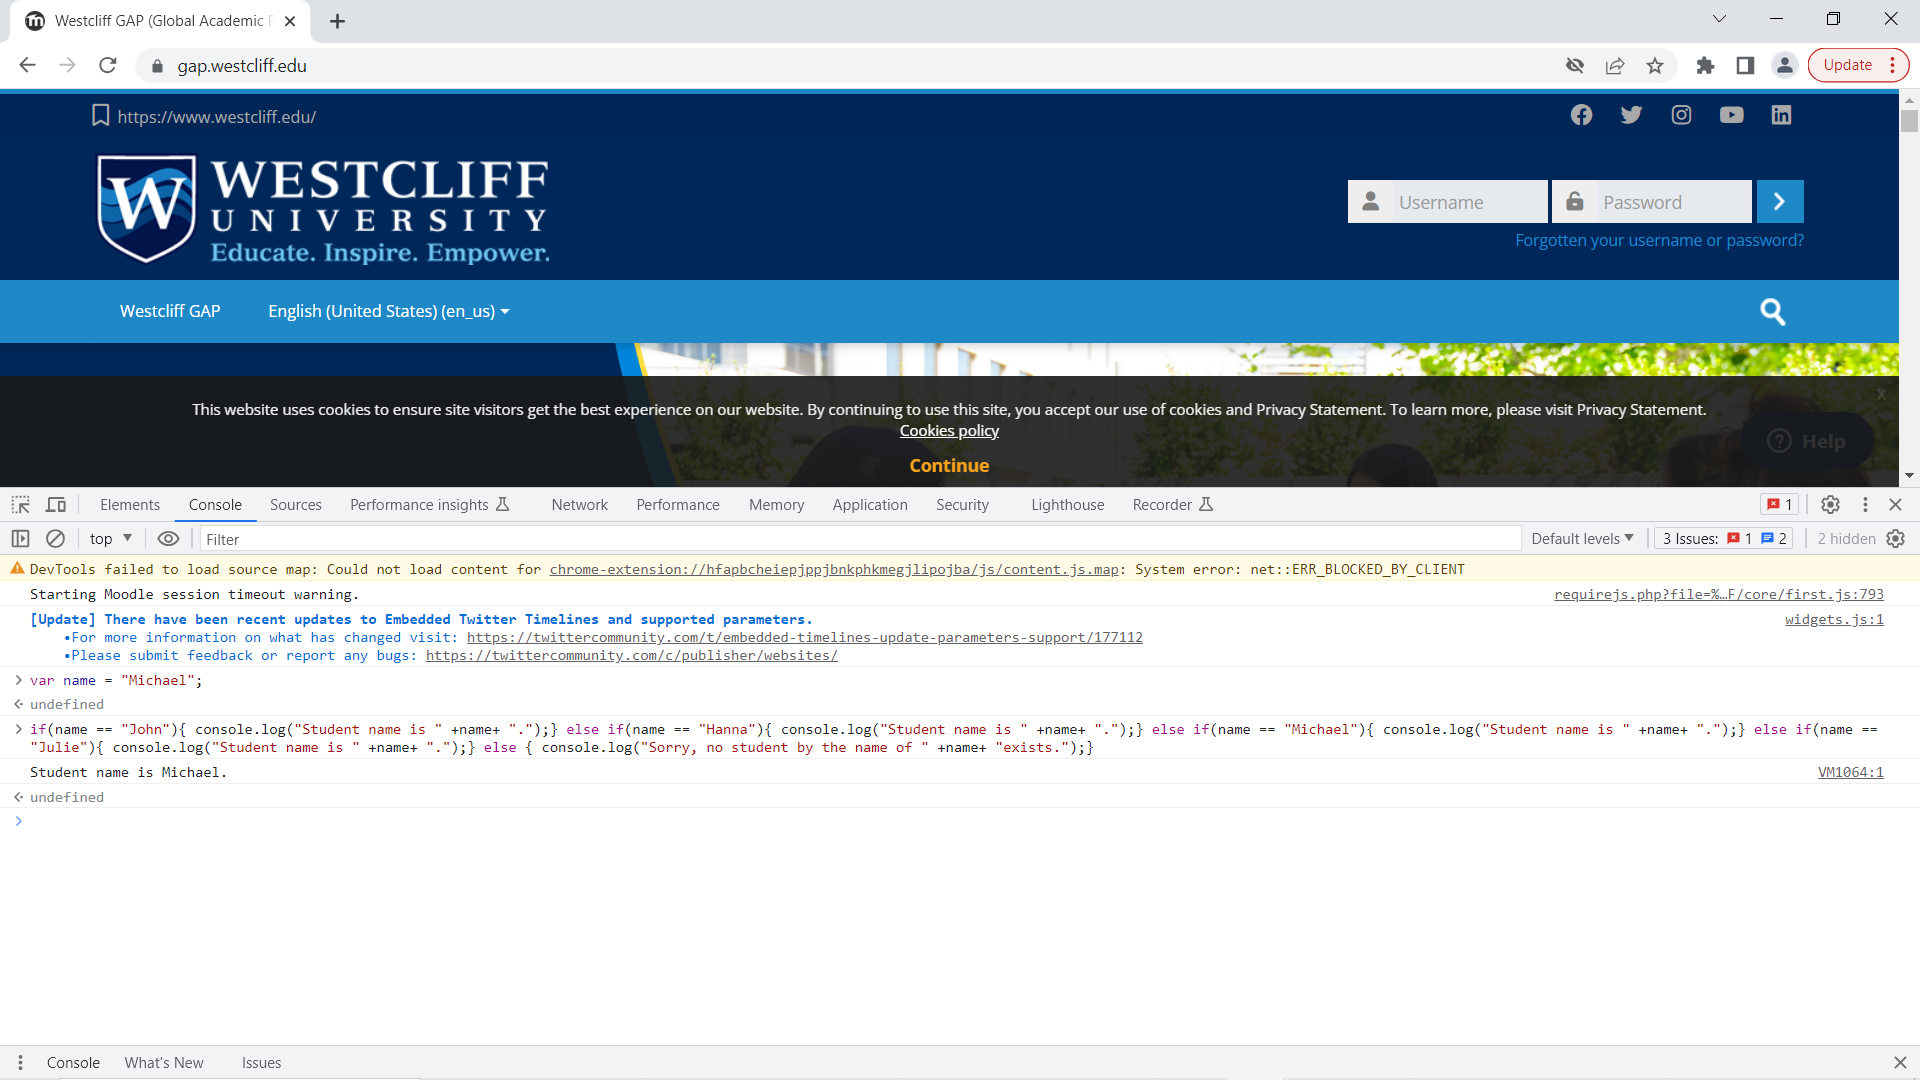 Westcliff GAP (Global Academic P
gap.westcliff.edu
Update
https://www.westcliff.edu/
W
WESTCLIFF
UNIVERSITY
Educate. Inspire. Empower.
Username
Password
Forgotten your username or password?
Westcliff GAP
English (United States) (en_us)
This website uses cookies to ensure site visitors get the best experience on our website. By continuing to use this site, you accept our use of cookies and Privacy Statement. To learn more, please visit Privacy Statement.
x
Cookies policy
Continue
Help
Elements Console Sources Performance insights Network Performance Memory Application Security Lighthouse Recorder 1
top Filter Default levels 3 Issues: 1 2 2 hidden
DevTools failed to load source map: Could not load content for chrome-extension://hfapbcheiepjppjbnkphkmegjlipojba/js/content.js.map: System error: net::ERR_BLOCKED_BY_CLIENT
Starting Moodle session timeout warning. requirejs.php?file=%…F/core/first.js:793
[Update] There have been recent updates to Embedded Twitter Timelines and supported parameters. widgets.js:1
•For more information on what has changed visit: https://twittercommunity.com/t/embedded-timelines-update-parameters-support/177112
•Please submit feedback or report any bugs: https://twittercommunity.com/c/publisher/websites/
> var name = "Michael";
undefined
> if(name == "John"){ console.log("Student name is " +name+ ".");} else if(name == "Hanna"){ console.log("Student name is " +name+ ".");} else if(name == "Michael"){ console.log("Student name is " +name+ ".");} else if(name ==
"Julie"){ console.log("Student name is " +name+ ".");} else { console.log("Sorry, no student by the name of " +name+ "exists.");}
Student name is Michael. VM1064:1
undefined
>
Console What's New Issues